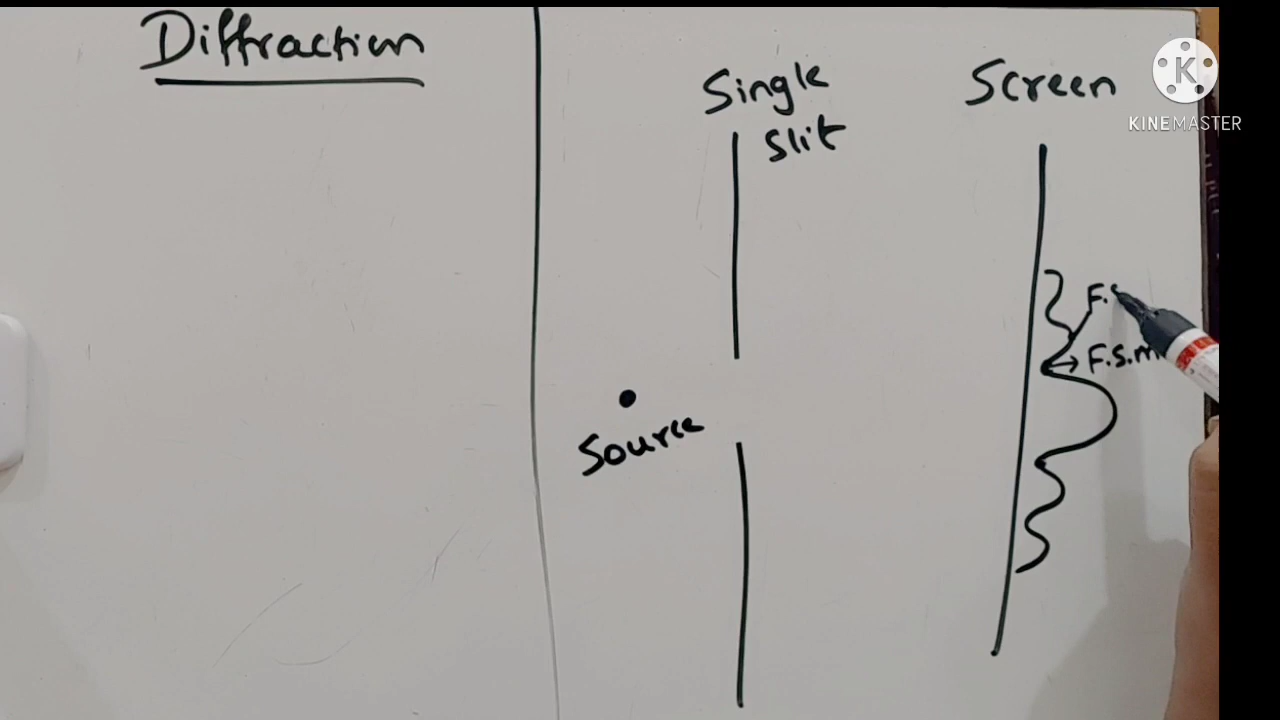 Diffraction
Single
Slit
Screen
K
KINEMASTER
F.S
F.S.m
Source